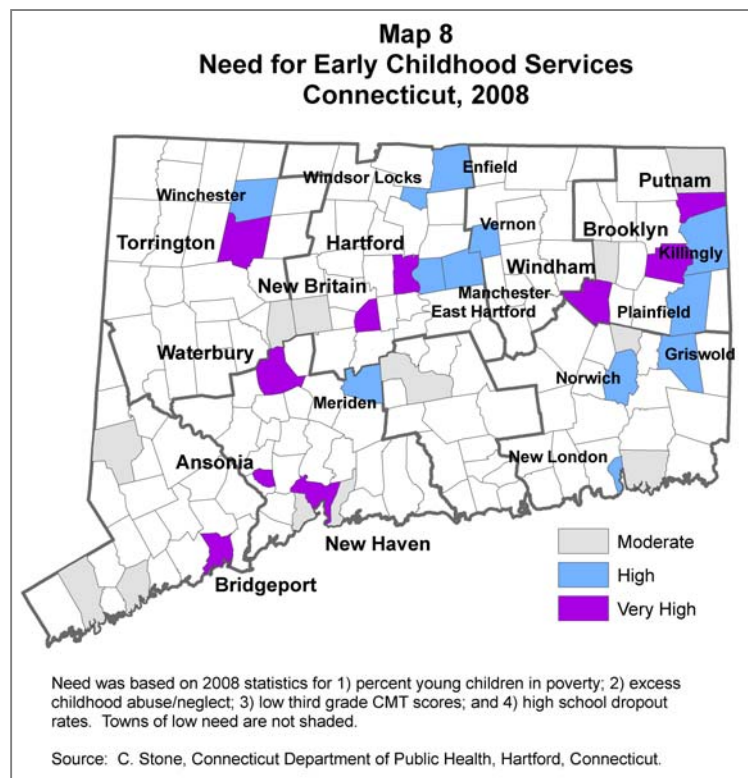 Map 8
Need for Early Childhood Services
Connecticut, 2008
Windsor Locks
Enfield
Winchester
Putnam
Vernon
Brooklyn
Torrington
Hartford
Killingly
Windham
New Britain
Manchester
East Hartford
Plainfield
Waterbury
Griswold
Norwich
Meriden
Ansonia
New London
New Haven
Bridgeport
Moderate
High
Very High
Need was based on 2008 statistics for 1) percent young children in poverty; 2) excess
childhood abuse/neglect; 3) low third grade CMT scores; and 4) high school dropout
rates.  Towns of low need are not shaded.
Source:  C. Stone, Connecticut Department of Public Health, Hartford, Connecticut.